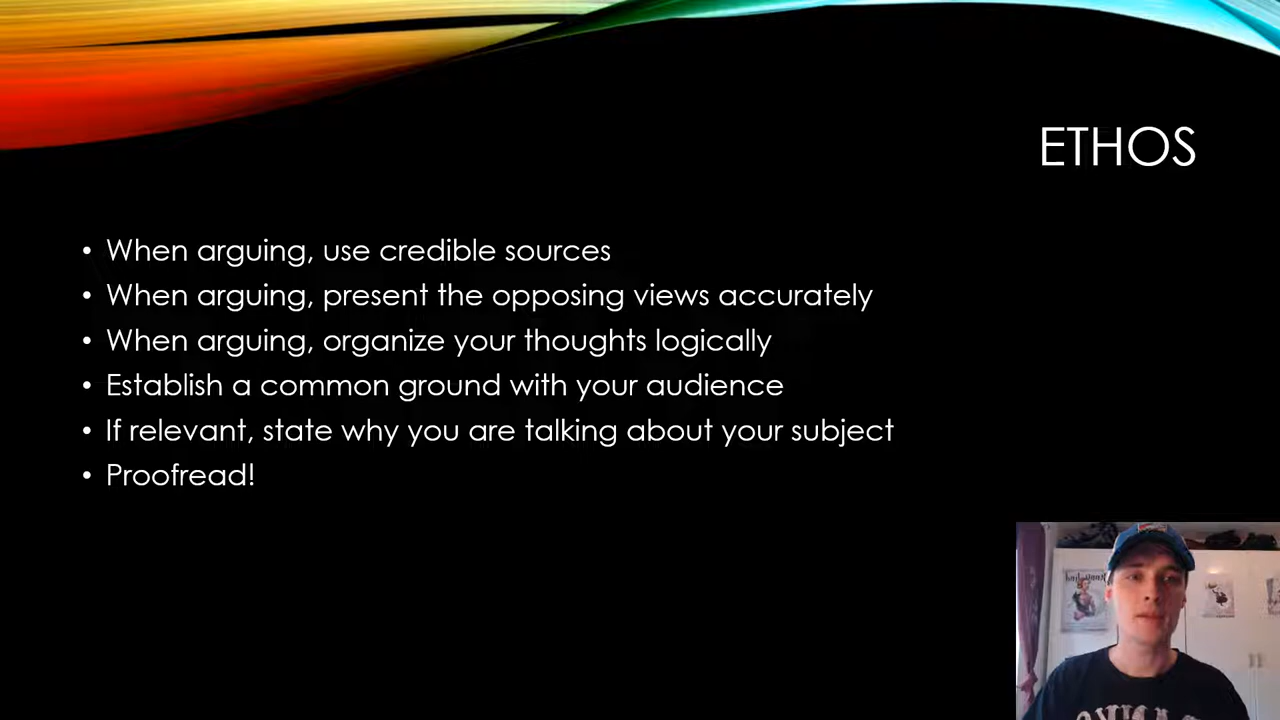 ETHOS
• When arguing, use credible sources
• When arguing, present the opposing views accurately
• When arguing, organize your thoughts logically
• Establish a common ground with your audience
• If relevant, state why you are talking about your subject
• Proofread!